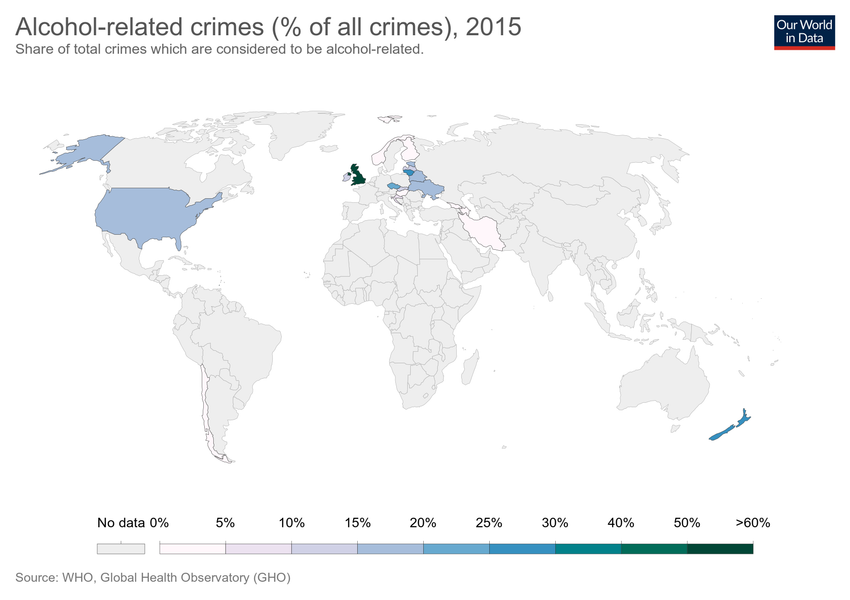 Alcohol-related crimes (% of all crimes), 2015
Share of total crimes which are considered to be alcohol-related.
Our World
in Data
No data 0% 5% 10% 15% 20% 25% 30% 40% 50% >60%
Source: WHO, Global Health Observatory (GHO)